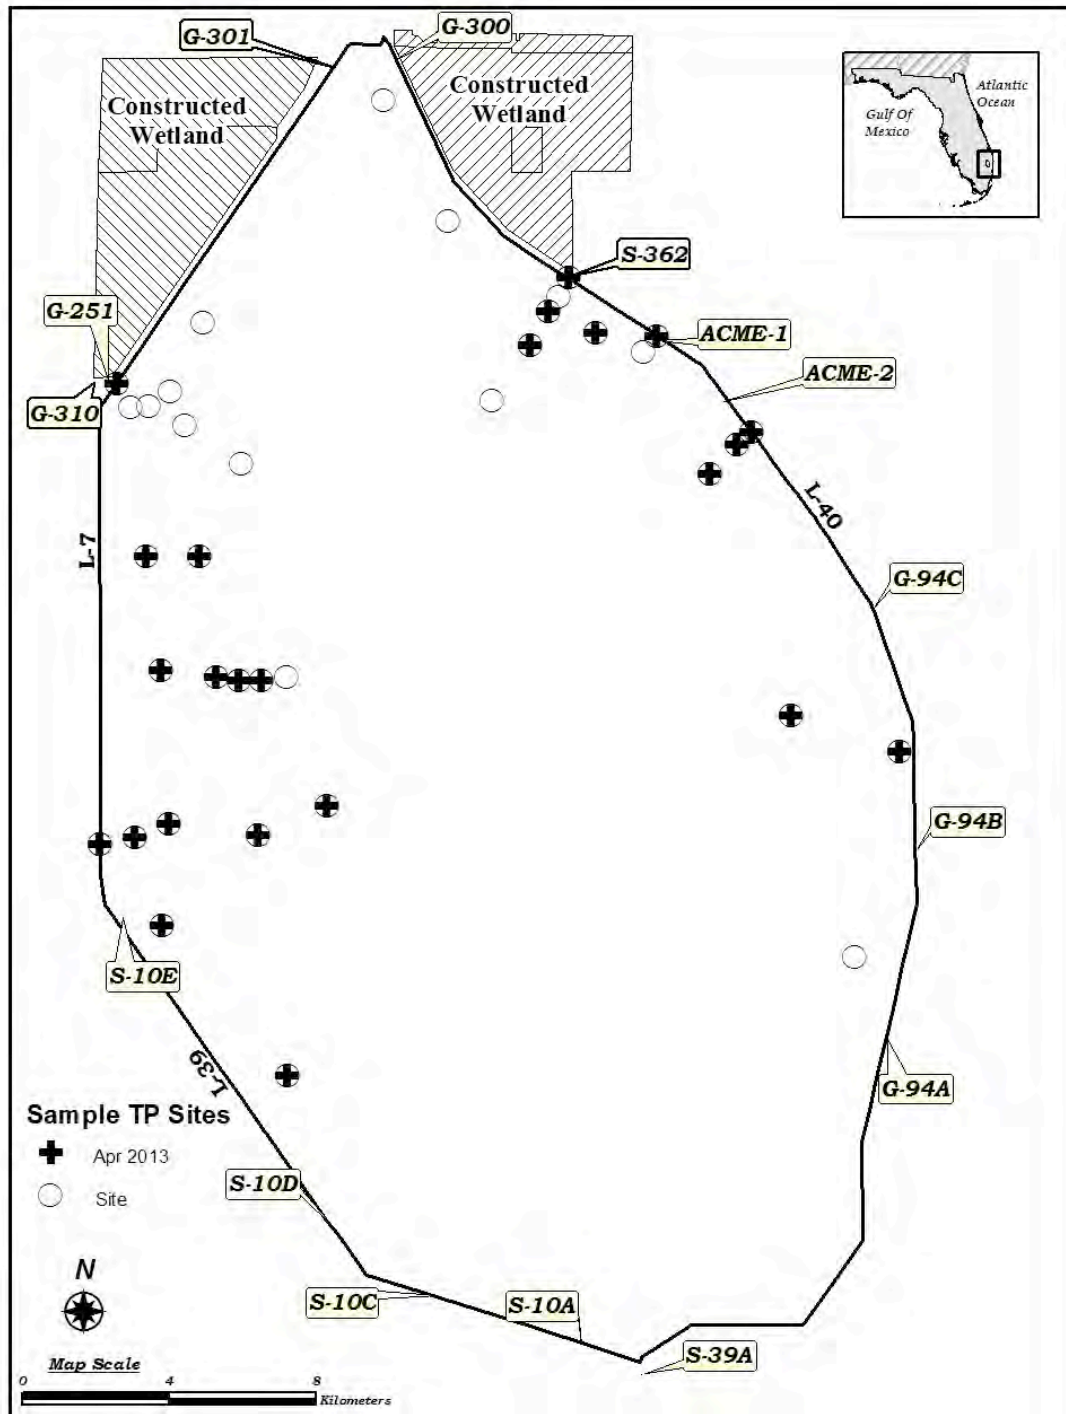 G-301
G-300
Constructed
Wetland
Constructed
Wetland
Atlantic
Ocean
Gulf Of
Mexico
S-362
G-251
ACME-1
ACME-2
G-310
L-40
L-7
G-94C
G-94B
S-10E
L-39
G-94A
Sample TP Sites
Apr 2013
Site
S-10D
N
S-10C
S-10A
S-39A
Map Scale
0 4 8
Kilometers